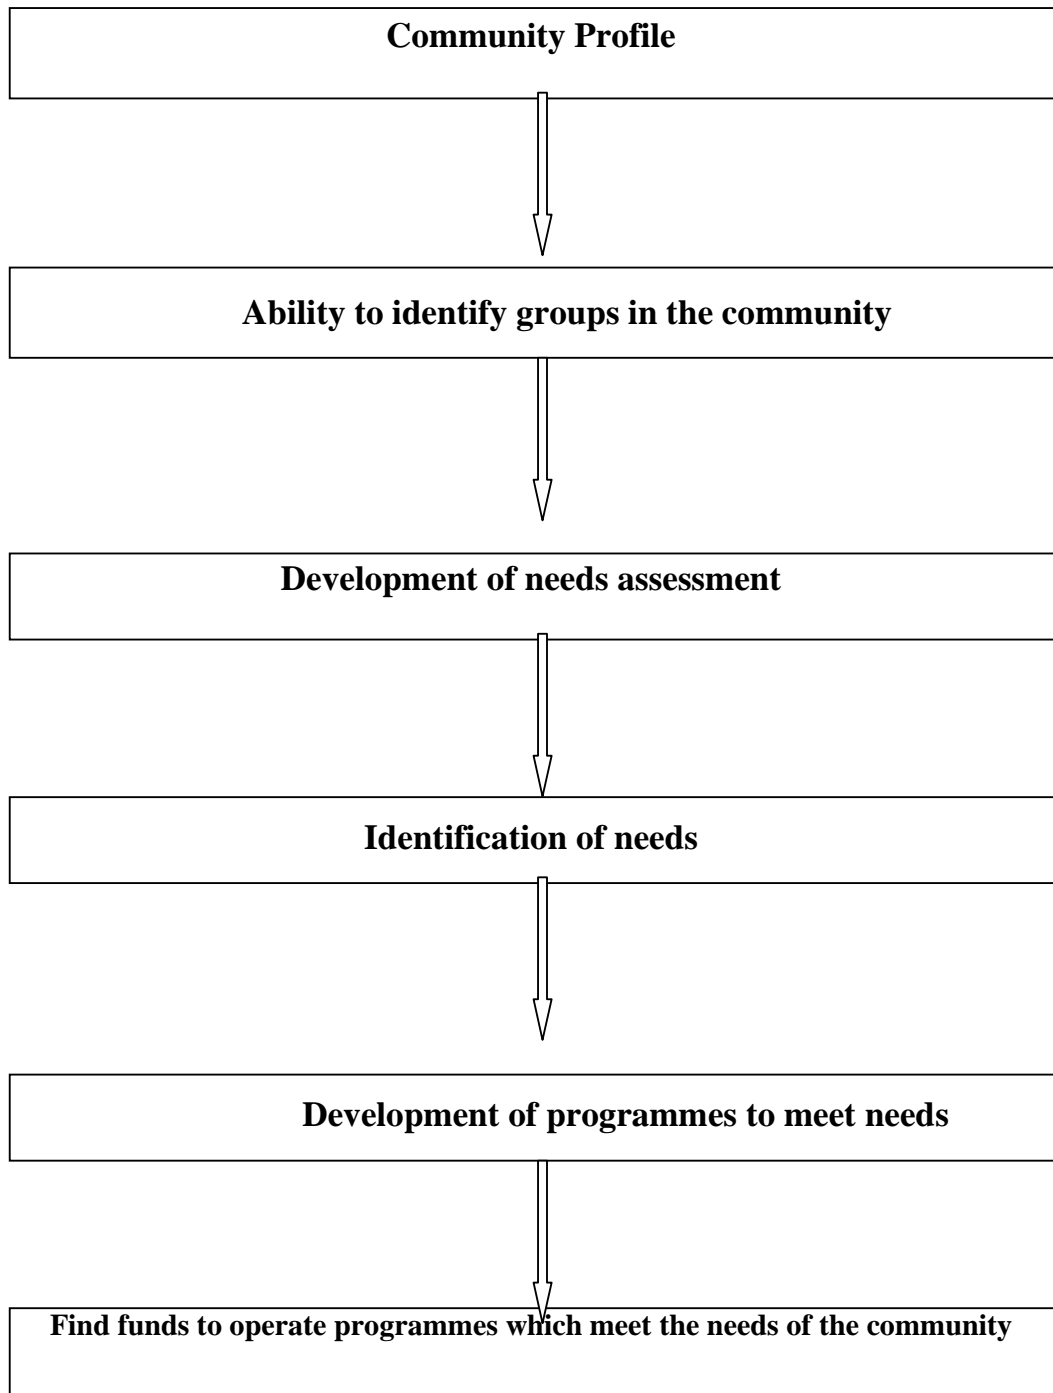 Community Profile
Ability to identify groups in the community
Development of needs assessment
Identification of needs
Development of programmes to meet needs
Find funds to operate programmes which meet the needs of the community